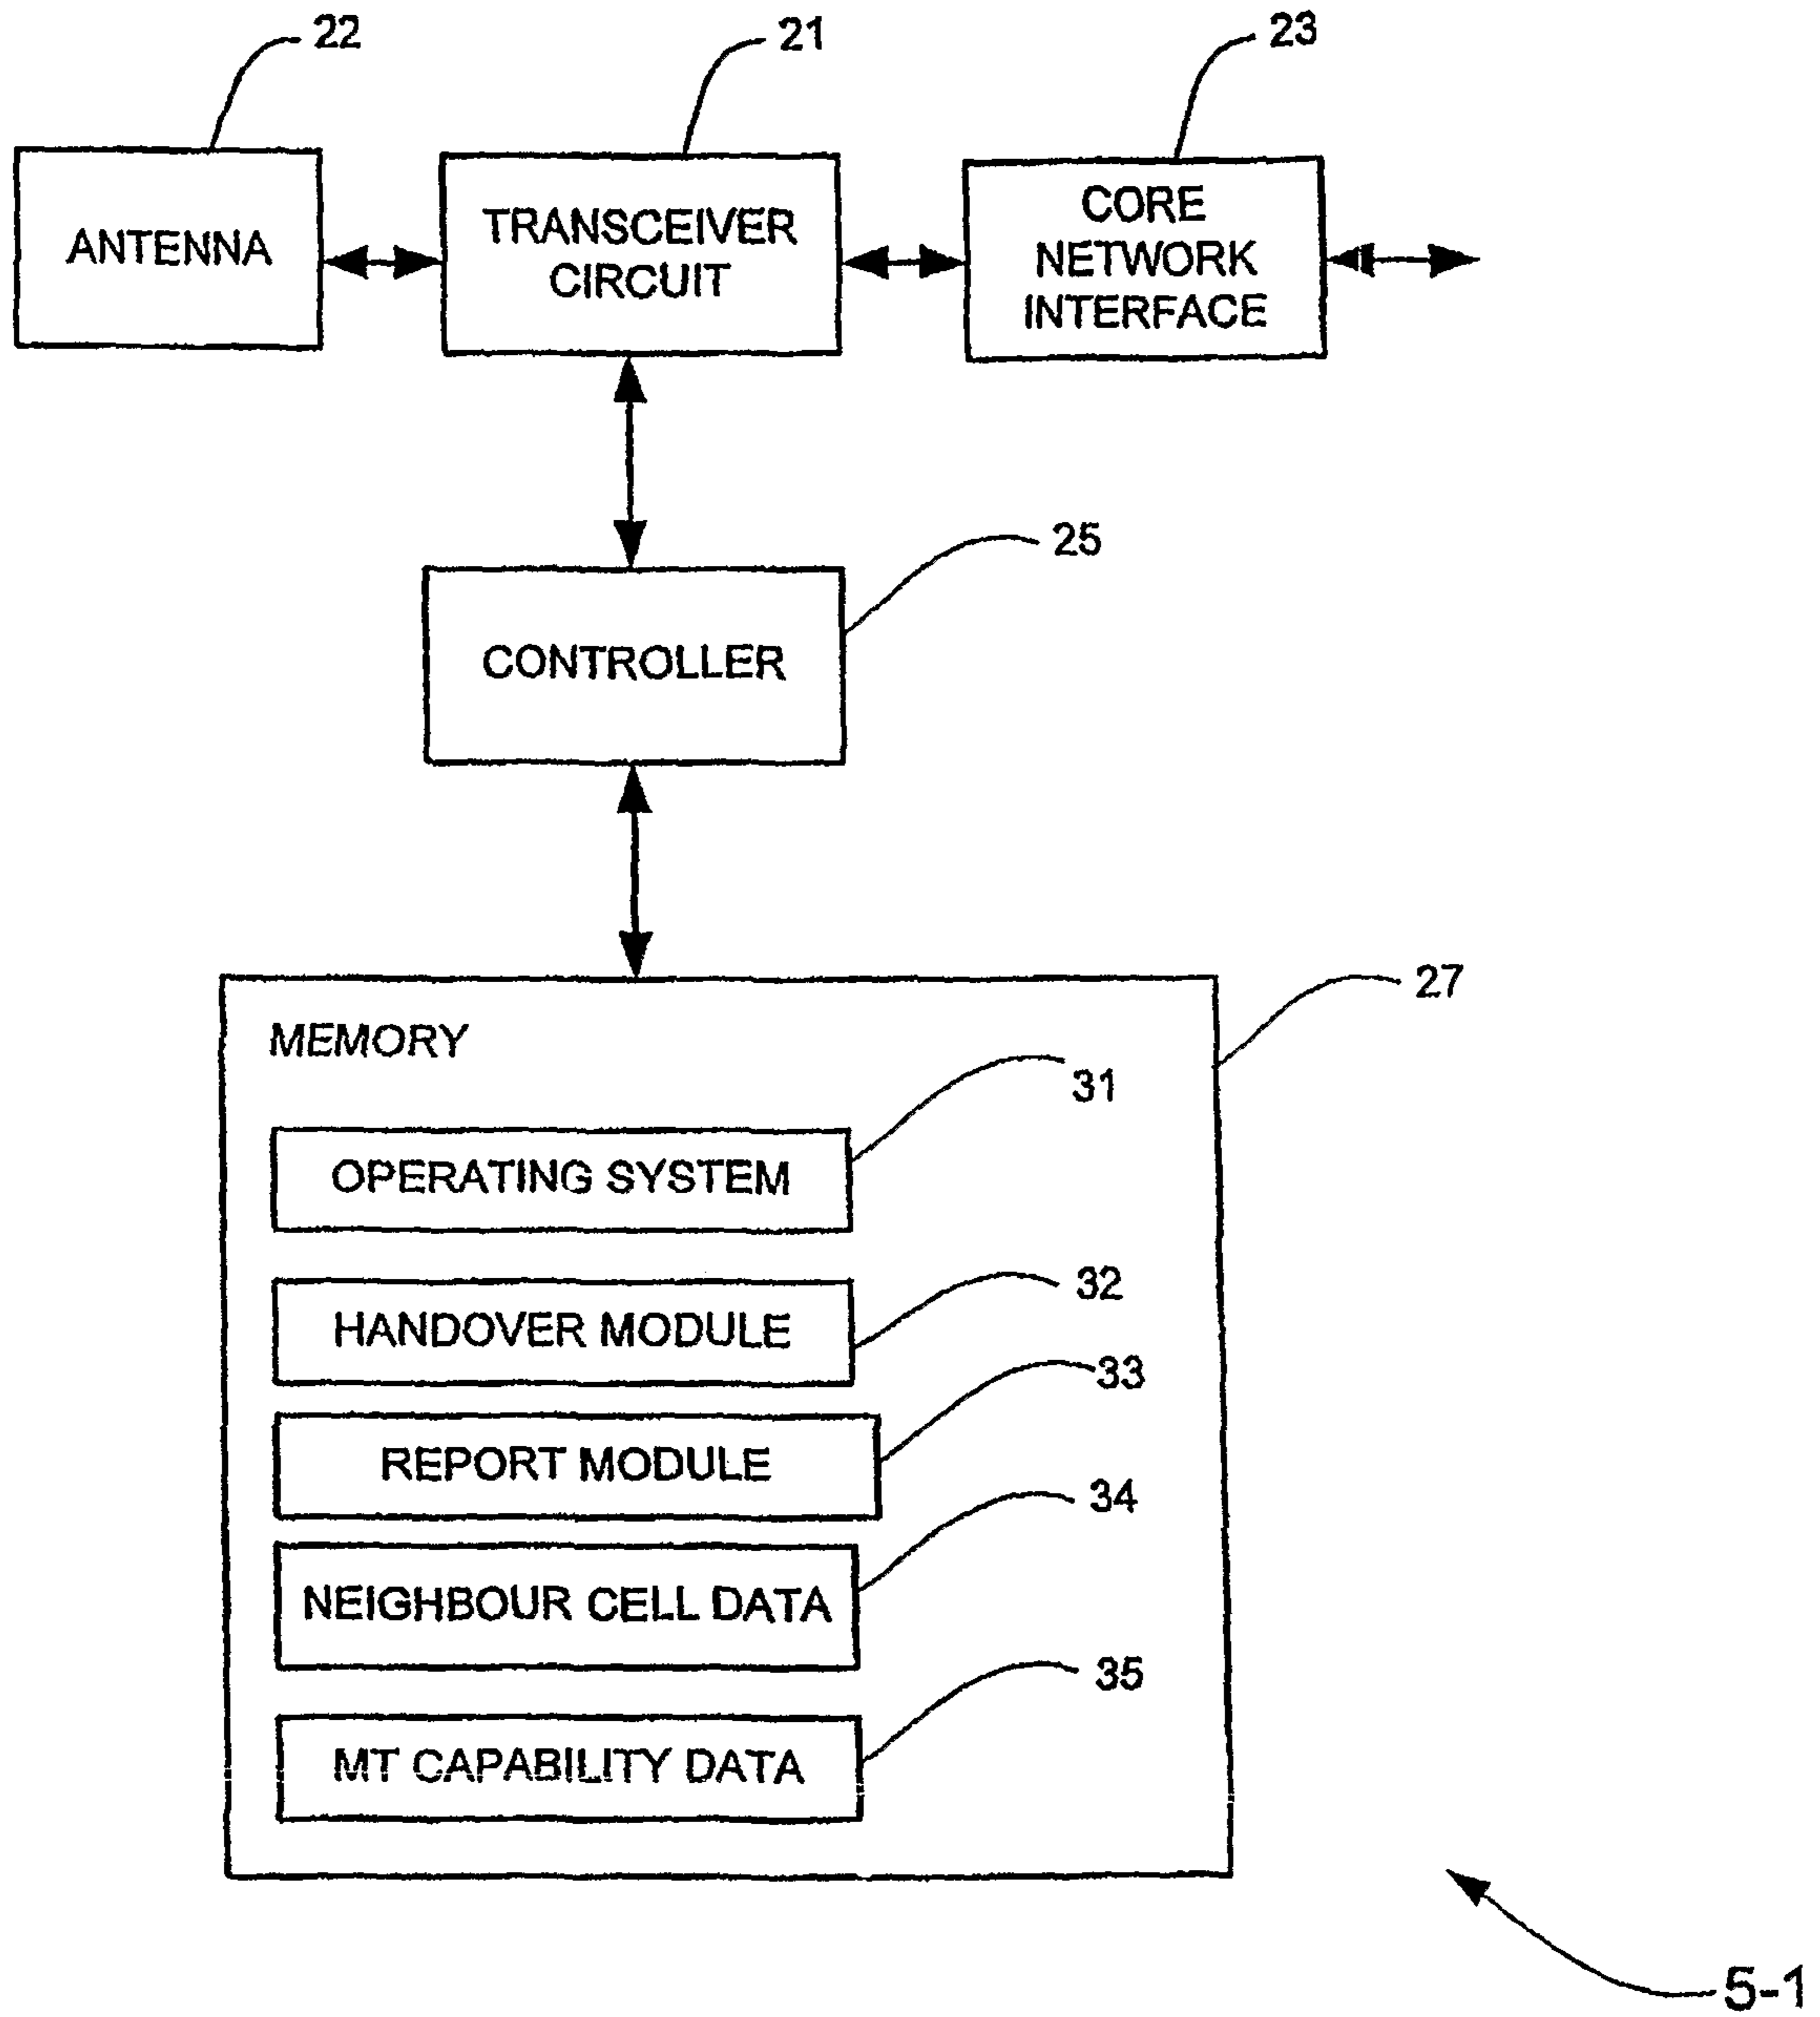 22
21
23
ANTENNA
TRANSCEIVER
CIRCUIT
CORE
NETWORK
INTERFACE
25
CONTROLLER
27
MEMORY
31
OPERATING SYSTEM
32
HANDOVER MODULE
33
REPORT MODULE
34
NEIGHBOUR CELL DATA
35
MT CAPABILITY DATA
5-1